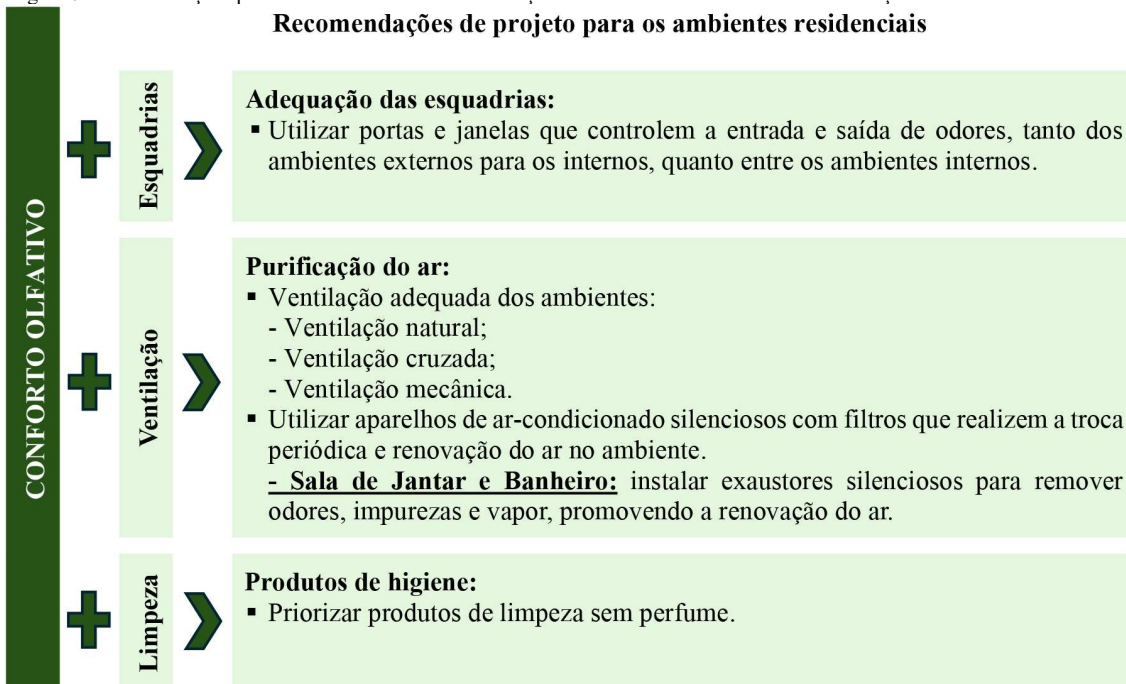 Recomendações de projeto para os ambientes residenciais
CONFORTO OLFATIVO
Esquadrias
Adequação das esquadrias:
▪ Utilizar portas e janelas que controlem a entrada e saída de odores, tanto dos
ambientes externos para os internos, quanto entre os ambientes internos.
Ventilação
Purificação do ar:
▪ Ventilação adequada dos ambientes:
- Ventilação natural;
- Ventilação cruzada;
- Ventilação mecânica.
▪ Utilizar aparelhos de ar-condicionado silenciosos com filtros que realizem a troca
periódica e renovação do ar no ambiente.
- Sala de Jantar e Banheiro: instalar exaustores silenciosos para remover
odores, impurezas e vapor, promovendo a renovação do ar.
Limpeza
Produtos de higiene:
▪ Priorizar produtos de limpeza sem perfume.